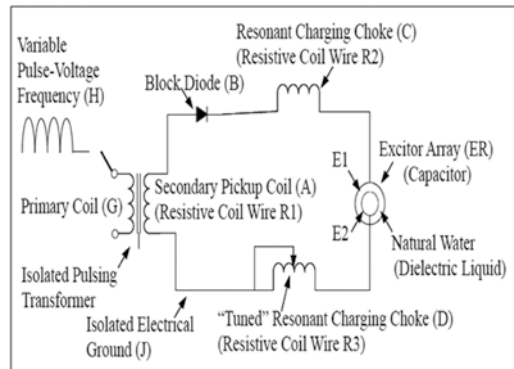 Variable
Pulse-Voltage
Frequency (H)
Resonant Charging Choke (C)
(Resistive Coil Wire R2)
Block Diode (B)
E1
Excitor Array (ER)
(Capacitor)
Primary Coil (G)
Secondary Pickup Coil (A)
(Resistive Coil Wire R1)
E2
Natural Water
(Dielectric Liquid)
Isolated Pulsing
Transformer
Isolated Electrical
Ground (J)
“Tuned” Resonant Charging Choke (D)
(Resistive Coil Wire R3)